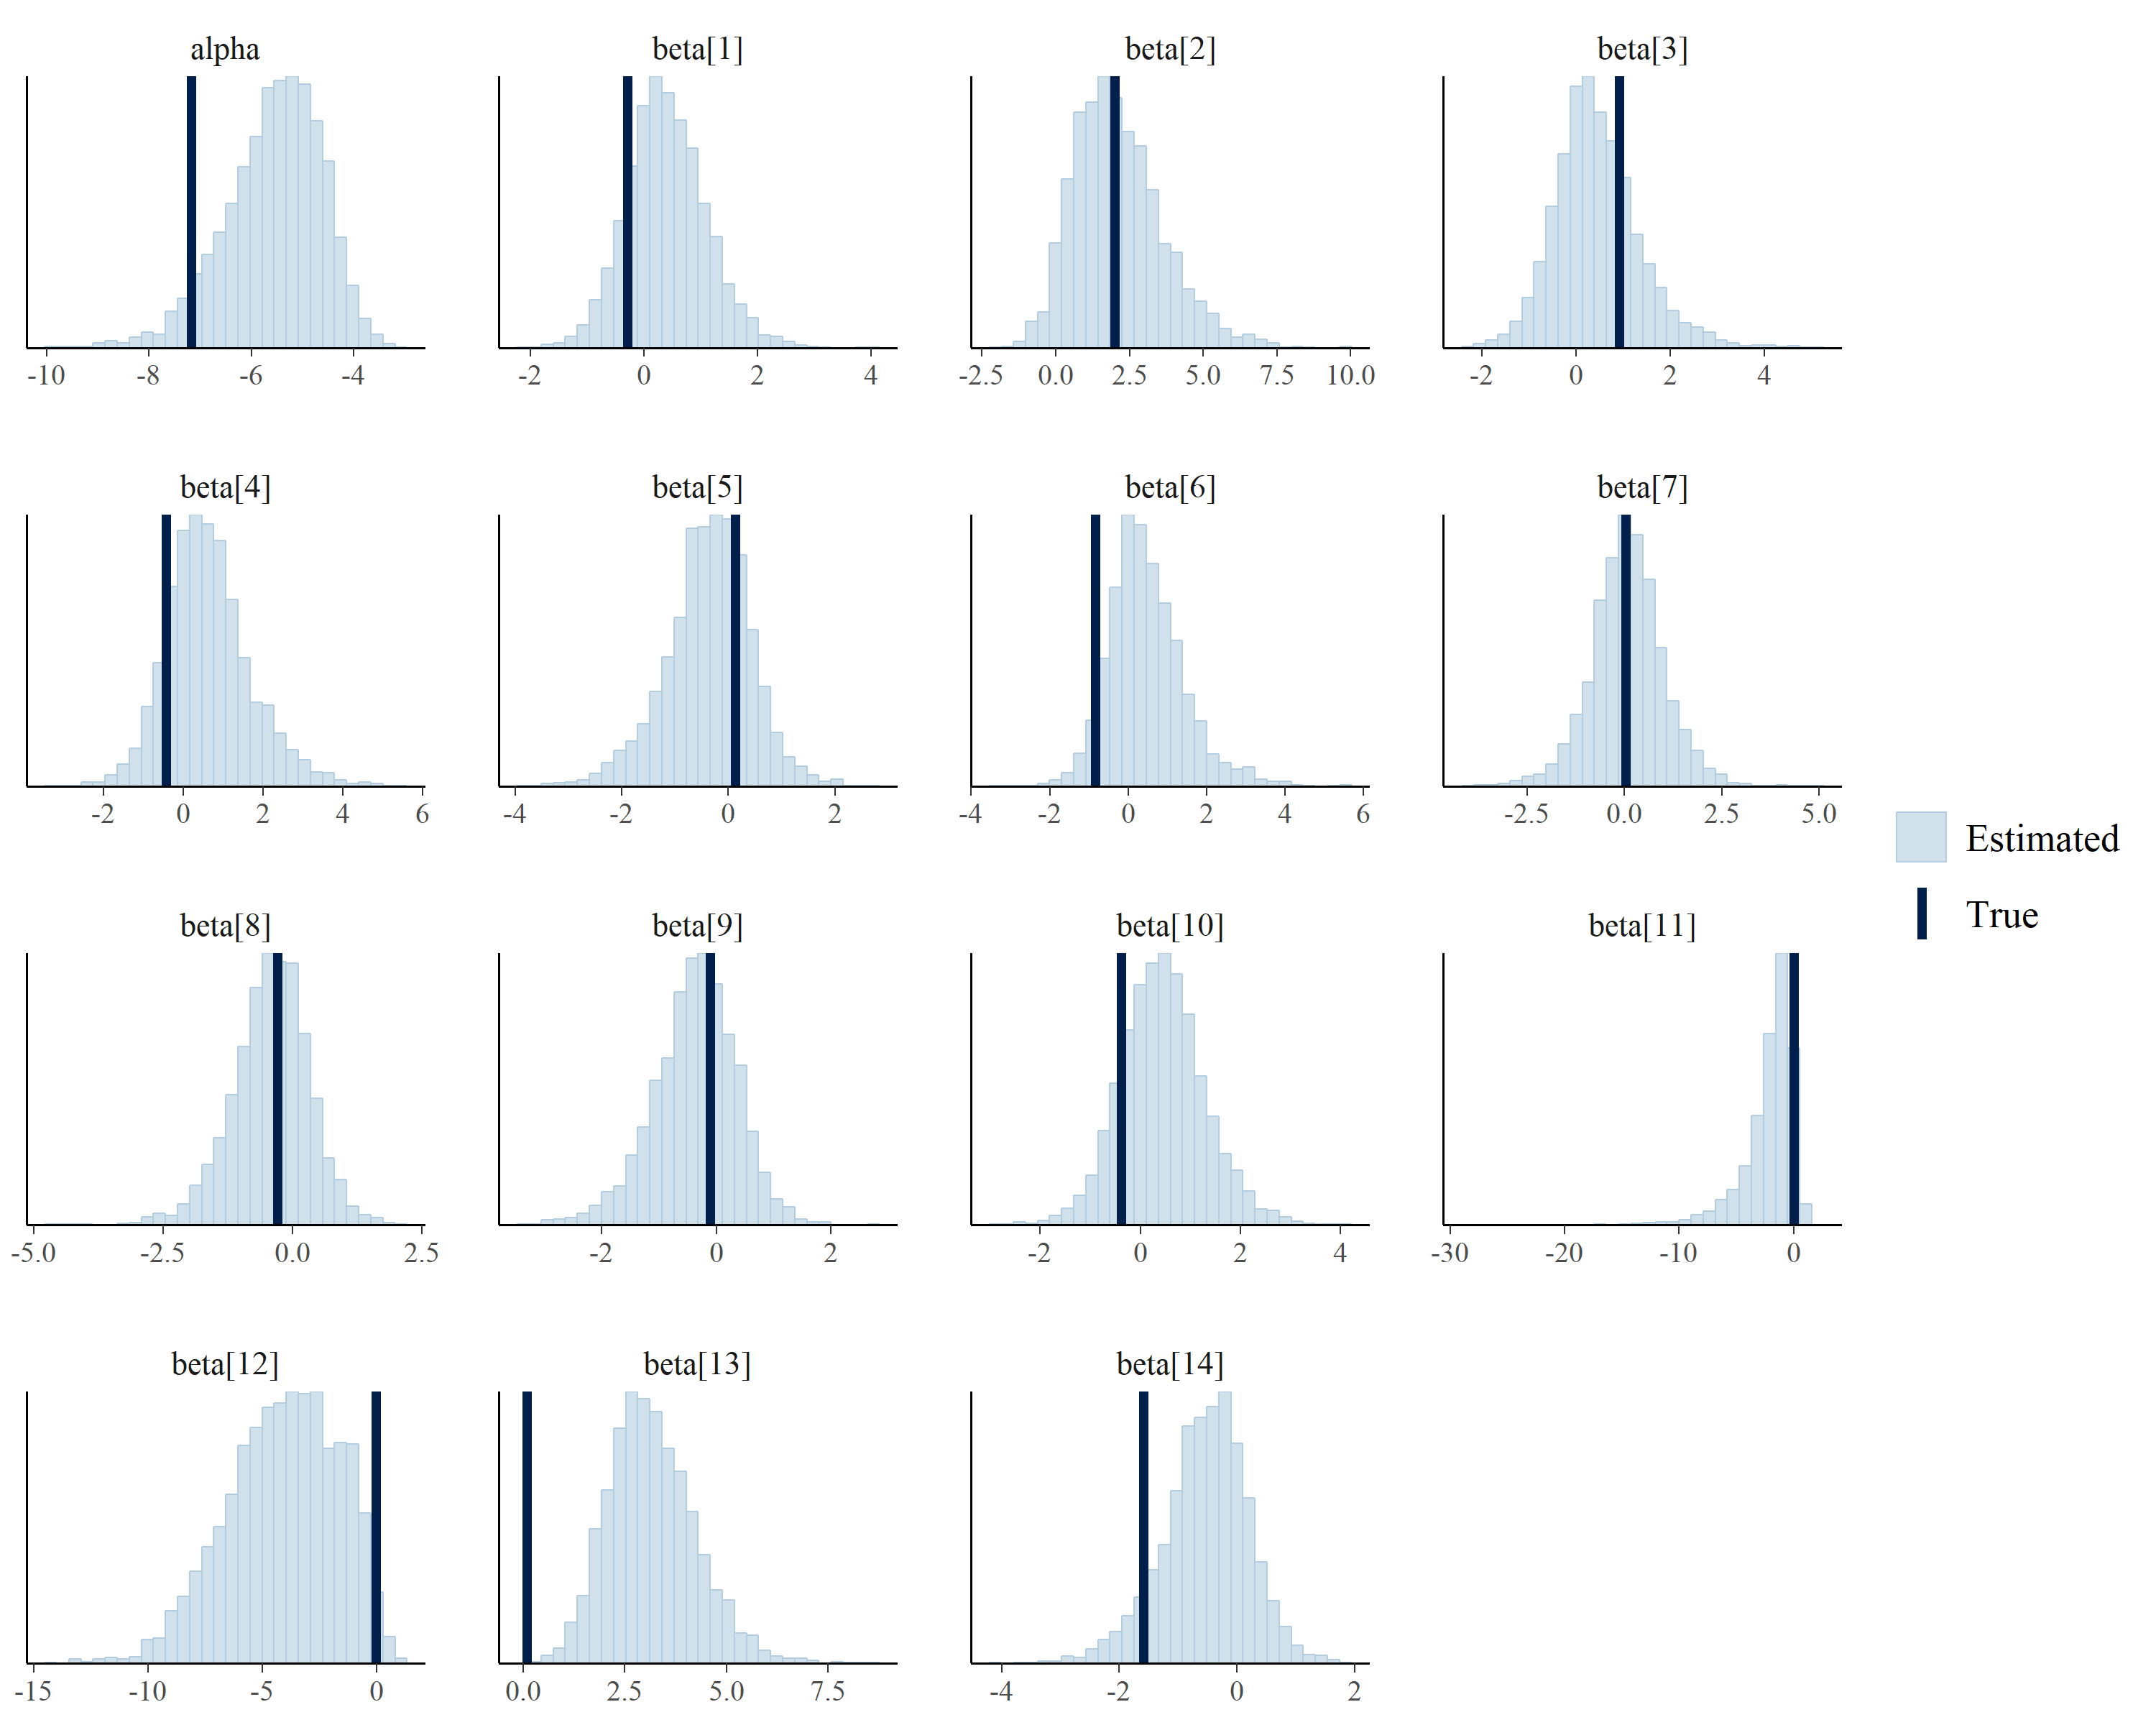 alpha beta[1] beta[2] beta[3]
-10 -8 -6 -4 -2 0 2 4 -2.5 0.0 2.5 5.0 7.5 10.0 -2 0 2 4
beta[4] beta[5] beta[6] beta[7]
-2 0 2 4 6 -4 -2 0 2 -4 -2 0 2 4 6 -2.5 0.0 2.5 5.0
Estimated
True
beta[8] beta[9] beta[10] beta[11]
-5.0 -2.5 0.0 2.5 -2 0 2 -2 0 2 4 -30 -20 -10 0
beta[12] beta[13] beta[14]
-15 -10 -5 0 0.0 2.5 5.0 7.5 -4 -2 0 2